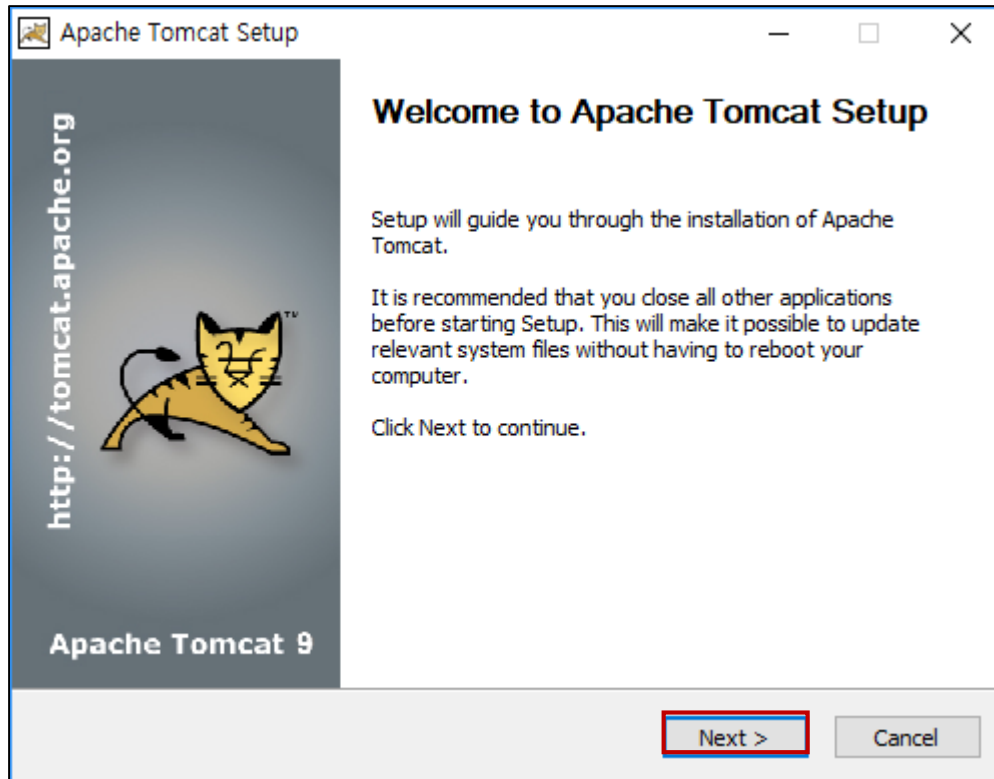 Apache Tomcat Setup
http://tomcat.apache.org
TM
Apache Tomcat 9
Welcome to Apache Tomcat Setup
Setup will guide you through the installation of Apache
Tomcat.
It is recommended that you close all other applications
before starting Setup. This will make it possible to update
relevant system files without having to reboot your
computer.
Click Next to continue.
Next >
Cancel